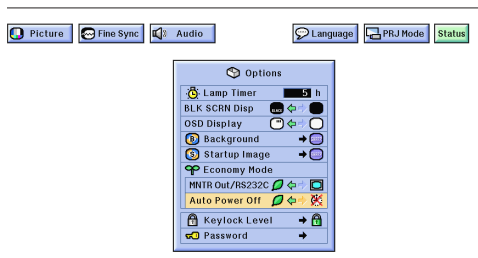 Picture
Fine Sync
Audio
Language
PRJ Mode
Status
Options
Lamp Timer 5 h
BLK SCRN Disp
OSD Display
Background
Startup Image
Economy Mode
MNTR Out/RS232C
Auto Power Off
Keylock Level
Password